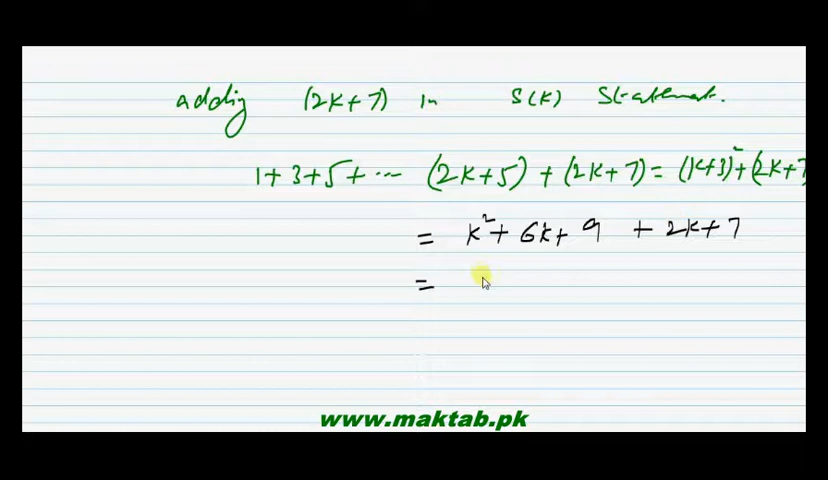 adding (2k+7) in S(k) Statement.
1+3+5+... (2k+5)+(2k+7)=(k+3)²+(2k+7)
= k²+6k+9 +2k+7
=
www.maktab.pk